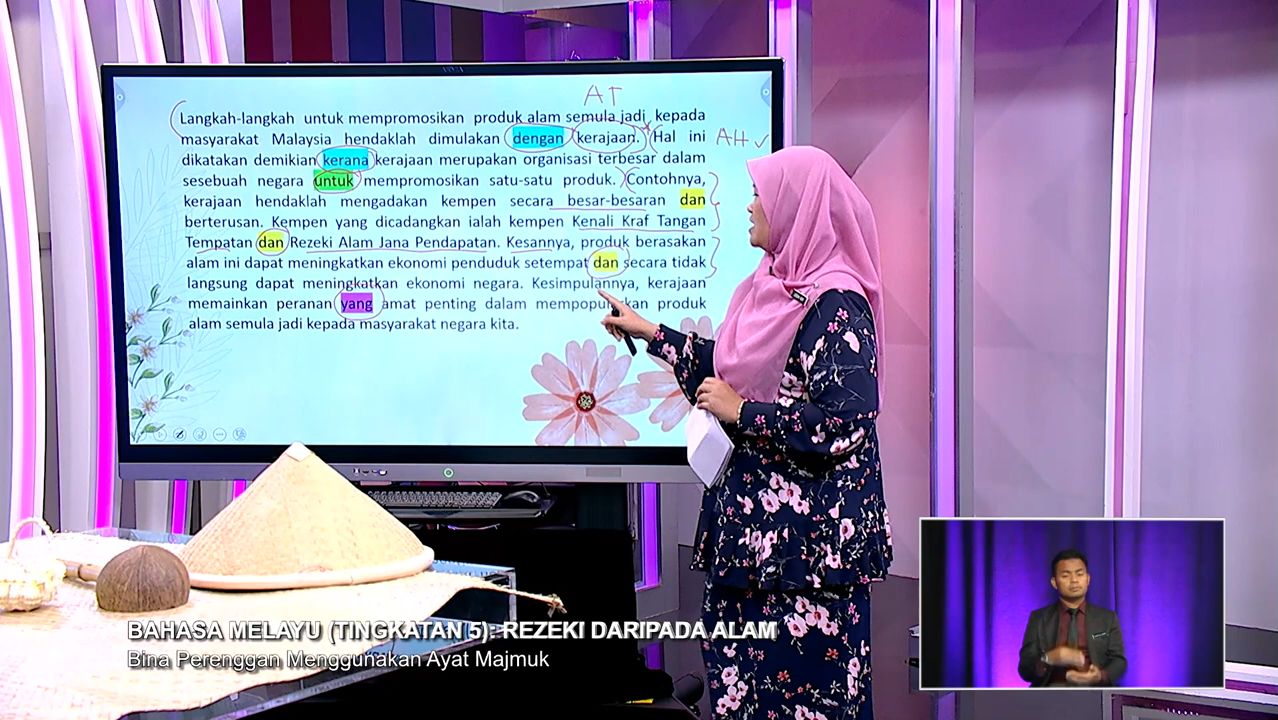 AT
Langkah-langkah untuk mempromosikan produk alam semula jadi kepada
masyarakat Malaysia hendaklah dimulakan dengan kerajaan. Hal ini AH
dikatakan demikian kerana kerajaan merupakan organisasi terbesar dalam
sesebuah negara untuk mempromosikan satu-satu produk. Contohnya,
kerajaan hendaklah mengadakan kempen secara besar-besaran dan
berterusan. Kempen yang dicadangkan ialah kempen Kenali Kraf Tangan
Tempatan dan Rezeki Alam Jana Pendapatan. Kesannya, produk berasakan
alam ini dapat meningkatkan ekonomi penduduk setempat dan secara tidak
langsung dapat meningkatkan ekonomi negara. Kesimpulannya, kerajaan
memainkan peranan yang amat penting dalam produk
alam semula jadi kepada masyarakat negara kita.
BAHASA MELAYU (TINGKATAN 5): REZEKI DARIPADA ALAM
Bina Perenggan Menggunakan Ayat Majmuk